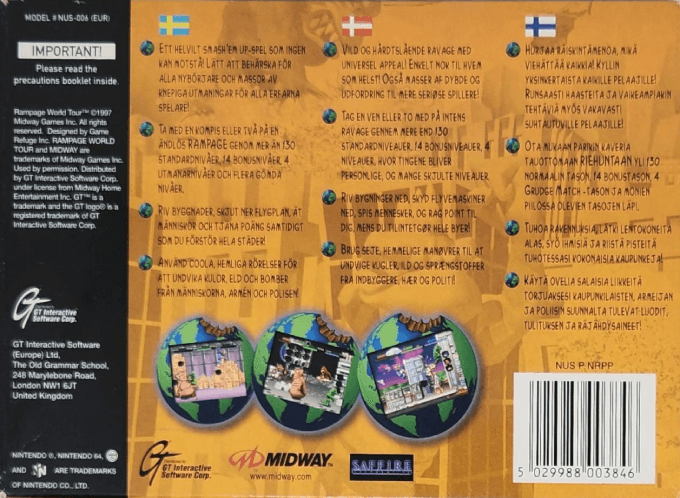 MODEL # NUS-006 (EUR)
IMPORTANT!
Please read the
precautions booklet inside.
Rampage World Tour™ ©1997
Midway Games Inc. All rights
reserved. Designed by Game
Refuge Inc. RAMPAGE WORLD
TOUR and MIDWAY are
trademarks of Midway Games Inc.
Used by permission. Distributed
by GT Interactive Software Corp.
under license from Midway Home
Entertainment Inc. GT™ is a
trademark and the GT logo® is a
registered trademark of GT
Interactive Software Corp.
GT Interactive
Software Corp.
GT Interactive Software
(Europe) Ltd,
The Old Grammar School,
248 Marylebone Road,
London NW1 6JT
United Kingdom
NINTENDO ®, NINTENDO 64,
AND N ARE TRADEMARKS
OF NINTENDO CO., LTD.
ETT HELVILT SMASH'EM UP-SPEL SOM INGEN
KAN MOTSTÅ! LÄTT ATT BEHÄRSKA FÖR
ALLA NYBÖRJARE OCH MASSOR AV
KNEPIGA UTMANINGAR FÖR ALLA ERFARNA
SPELARE!
TA MED EN KOMPIS ELLER TVÅ PÅ EN
ÄNDLÖS RAMPAGE GENOM MER ÄN 130
STANDARDNIVÅER, 14 BONUSNIVÅER, 4
UTMANARNIVÅER OCH FLERA GÖMDA
NIVÅER.
RIV BYGGNADER, SKJUT NER FLYGPLAN, ÄT
MÄNNISKOR OCH TJÄNA POÄNG SAMTIDIGT
SOM DU FÖRSTÖR HELA STÄDER!
ANVÄND COOLA, HEMLIGA RÖRELSER FÖR
ATT UNDVIKA KULOR, ELD OCH BOMBER
FRÅN MÄNNISKORNA, ARMÉN OCH POLISEN!
VILD OG HÅRDTSLÅENDE RAVAGE MED
UNIVERSEL APPEAL! ENKELT NOK TIL HVEM
SOM HELST! OGSÅ MASSER AF DYBDE OG
UDFORDRING TIL MERE SERIØSE SPILLERE!
TAG EN VEN ELLER TO MED PÅ INTENS
RAVAGE GENNEM MERE END 130
STANDARDNIVEAUER, 14 BONUSNIVEAUER, 4
NIVEAUER, HVOR TINGENE BLIVER
PERSONLIGE, OG MANGE SKJULTE NIVEAUER.
RIV BYGNINGER NED, SKYD FLYVEMASKINER
NED, SPIS MENNESKER, OG RAG POINT TIL
DIG, MENS DU TILINTETGØR HELE BYER!
BRUG SEJE, HEMMELIGE MANØVRER TIL AT
UNDVIGE KUGLER, ILD OG SPRÆNGSTOFFER
FRA INDBYGGERE, HÆR OG POLITI!
HURJAA RÄISKINTÄMENOA, MIKÄ
VIEHÄTTÄÄ KAIKKIA! KYLLIN
YKSINKERTAISTA KAIKILLE PELAAJILLE!
RUNSAASTI HAASTEITA JA VAIKEAMPIAKIN
TEHTÄVIÄ MYÖS VAKAVASTI
SUHTAUTUVILLE PELAAJILLE!
OTA MUKAAN PARIKIN KAVERIA
TAUOTTOMAAN RIEHUNTAAN YLI 130
NORMAALIN TASON, 14 BONUSTASON, 4
GRUDGE MATCH -TASON JA MONIEN
PIILOSSA OLEVIEN TASOJEN LÄPI.
TUHOA RAKENNUKSIA, LÄTKI LENTOKONEITA
ALAS, SYÖ IHMISIÄ JA RIISTÄ PISTEITÄ
TUHOTESSASI KOKONAISIA KAUPUNKEJA!
KÄYTÄ OVELIA SALAISIA LIIKKEITÄ
TORJUAKSESI KAUPUNKILAISTEN, ARMEIJAN
JA POLIISIN SUUNNALTA TULEVAT LUODIT,
TULITUKSEN JA RÄJÄHDYSAINEET!
NUS P NRPP
GT Interactive
Software Corp.
MIDWAY
www.midway.com
SAFFIRE
5 029988 003846